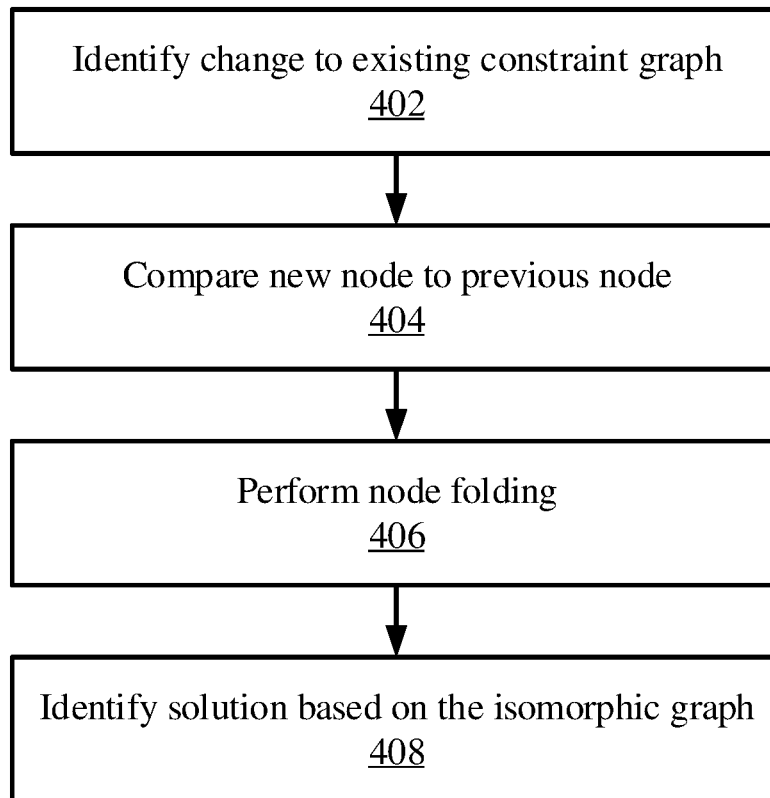 Identify change to existing constraint graph
402
Compare new node to previous node
404
Perform node folding
406
Identify solution based on the isomorphic graph
408